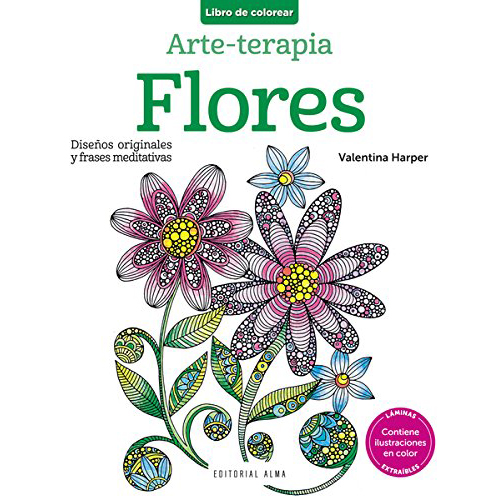 Libro de colorear
Arte-terapia
Flores
Diseños originales
y frases meditativas
Valentina Harper
LÁMINAS
Contiene
ilustraciones
en color
EXTRAÍBLES
EDITORIAL ALMA